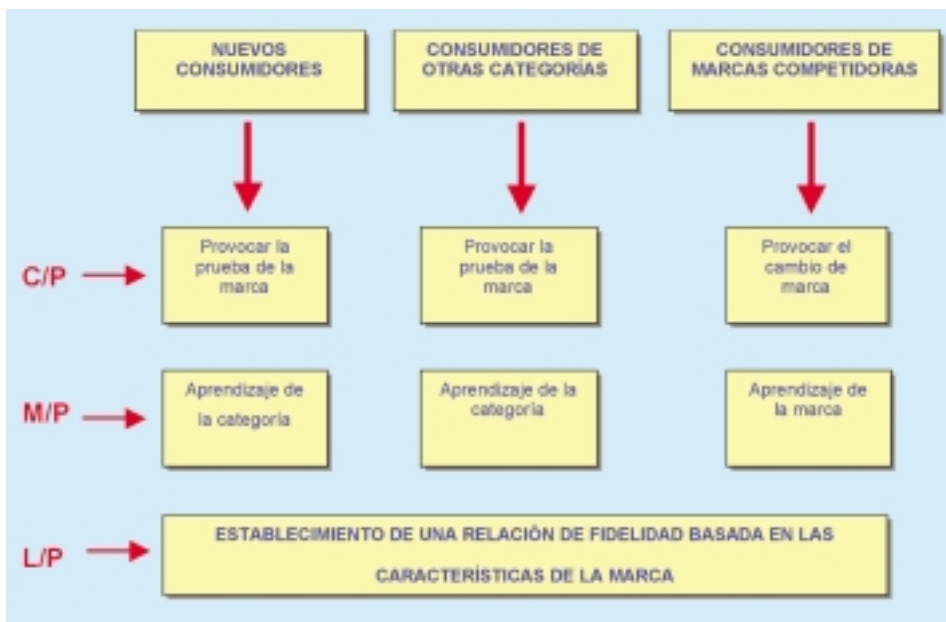 NUEVOS
CONSUMIDORES
CONSUMIDORES DE
OTRAS CATEGORÍAS
CONSUMIDORES DE
MARCAS COMPETIDORAS
C/P
Provocar la
prueba de la
marca
Provocar la
prueba de la
marca
Provocar el
cambio de
marca
M/P
Aprendizaje de
la categoría
Aprendizaje de la
categoría
Aprendizaje de
la marca
L/P
ESTABLECIMIENTO DE UNA RELACIÓN DE FIDELIDAD BASADA EN LAS
CARACTERÍSTICAS DE LA MARCA